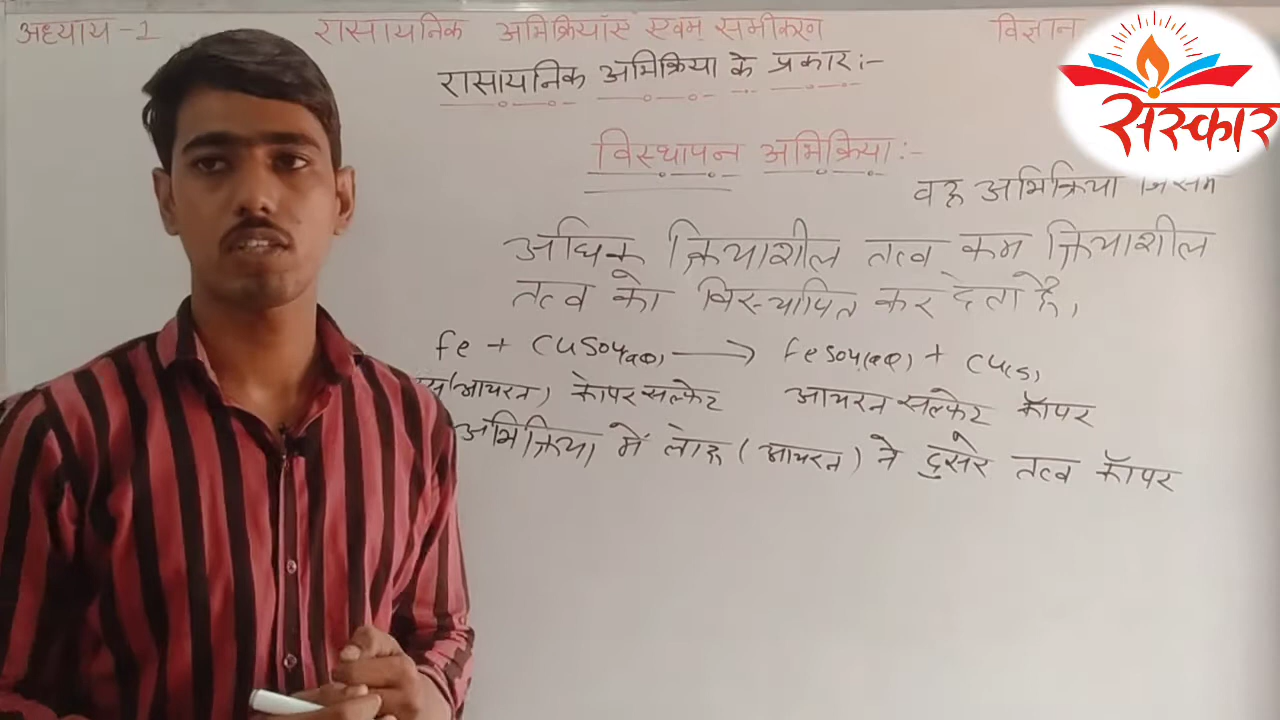 अध्याय -1 रासायनिक अभिक्रियाँएं एवम् समीकरण विज्ञान
रासायनिक अभिक्रिया के प्रकार :-
संस्कार
विस्थापन अभिक्रिया :-
वह अभिक्रिया जिसमें
अधिक क्रियाशील तत्व कम क्रियाशील
तत्व को विस्थापित कर देता है,
Fe + CuSO4(aq) ⟶ FeSO4(aq) + Cu(s)
(आयरन) कोपर सल्फेट आयरन सल्फेट कॉपर
अभिक्रिया में लोह (आयरन) ने दुसरे तत्व कॉपर